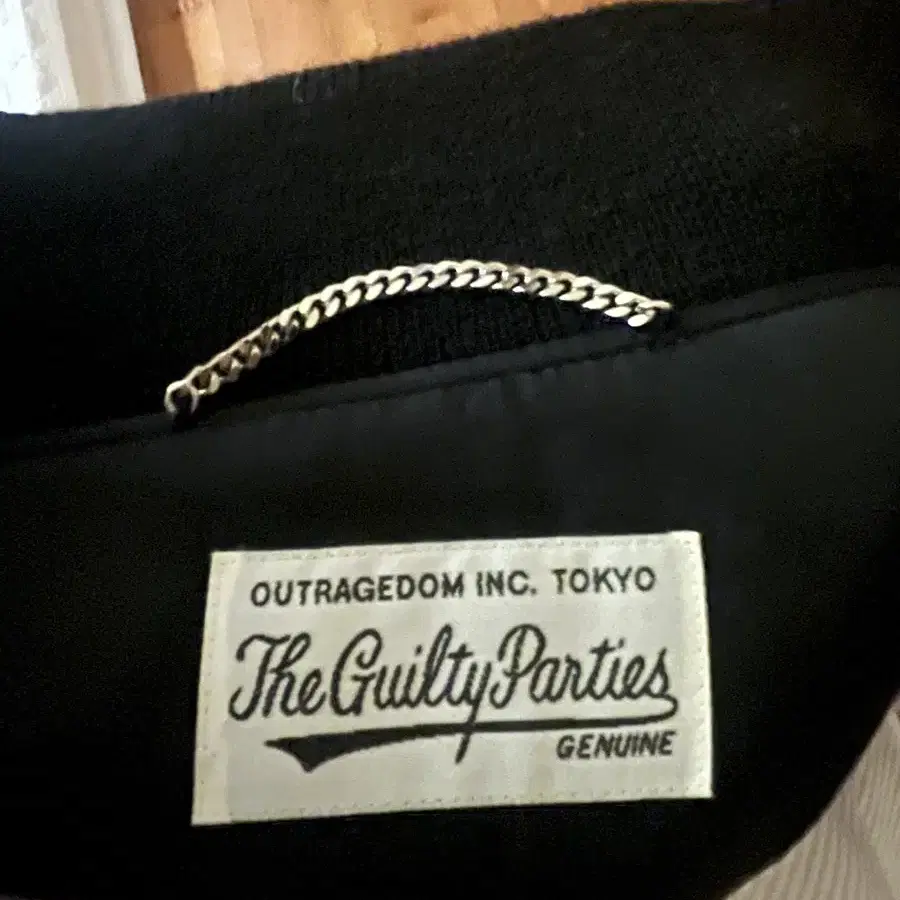 OUTRAGEDOM INC. TOKYO
The Guilty Parties
GENUINE